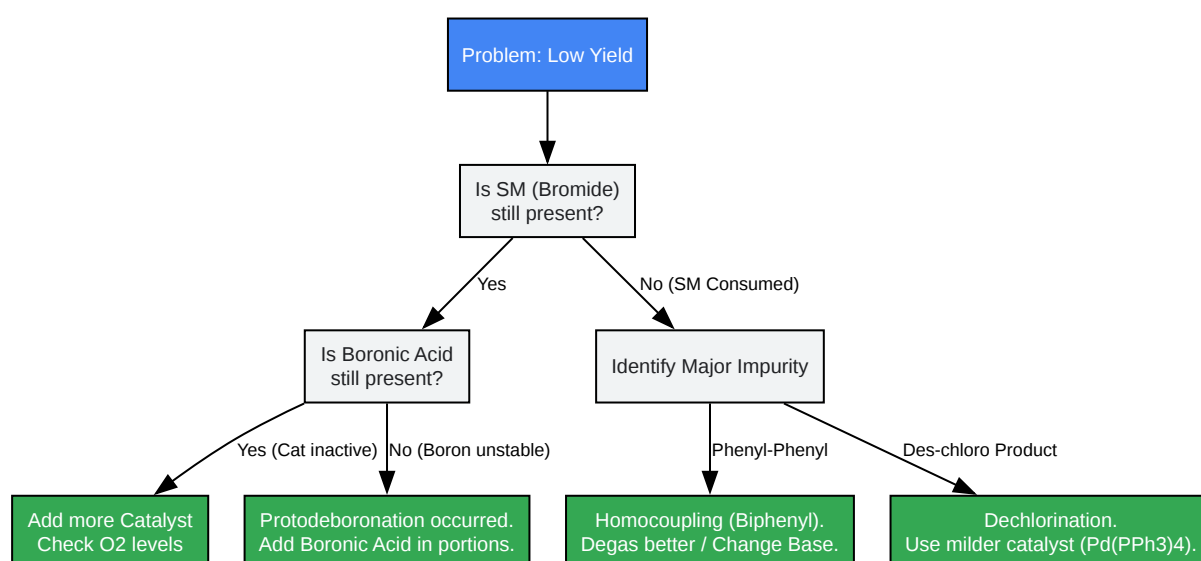 Problem: Low Yield
Is SM (Bromide)
still present?
Yes
No (SM Consumed)
Is Boronic Acid
still present?
Identify Major Impurity
Yes (Cat inactive)
No (Boron unstable)
Phenyl-Phenyl
Des-chloro Product
Add more Catalyst
Check O2 levels
Protodeboronation occurred.
Add Boronic Acid in portions.
Homocoupling (Biphenyl).
Degas better / Change Base.
Dechlorination.
Use milder catalyst (Pd(PPh3)4).